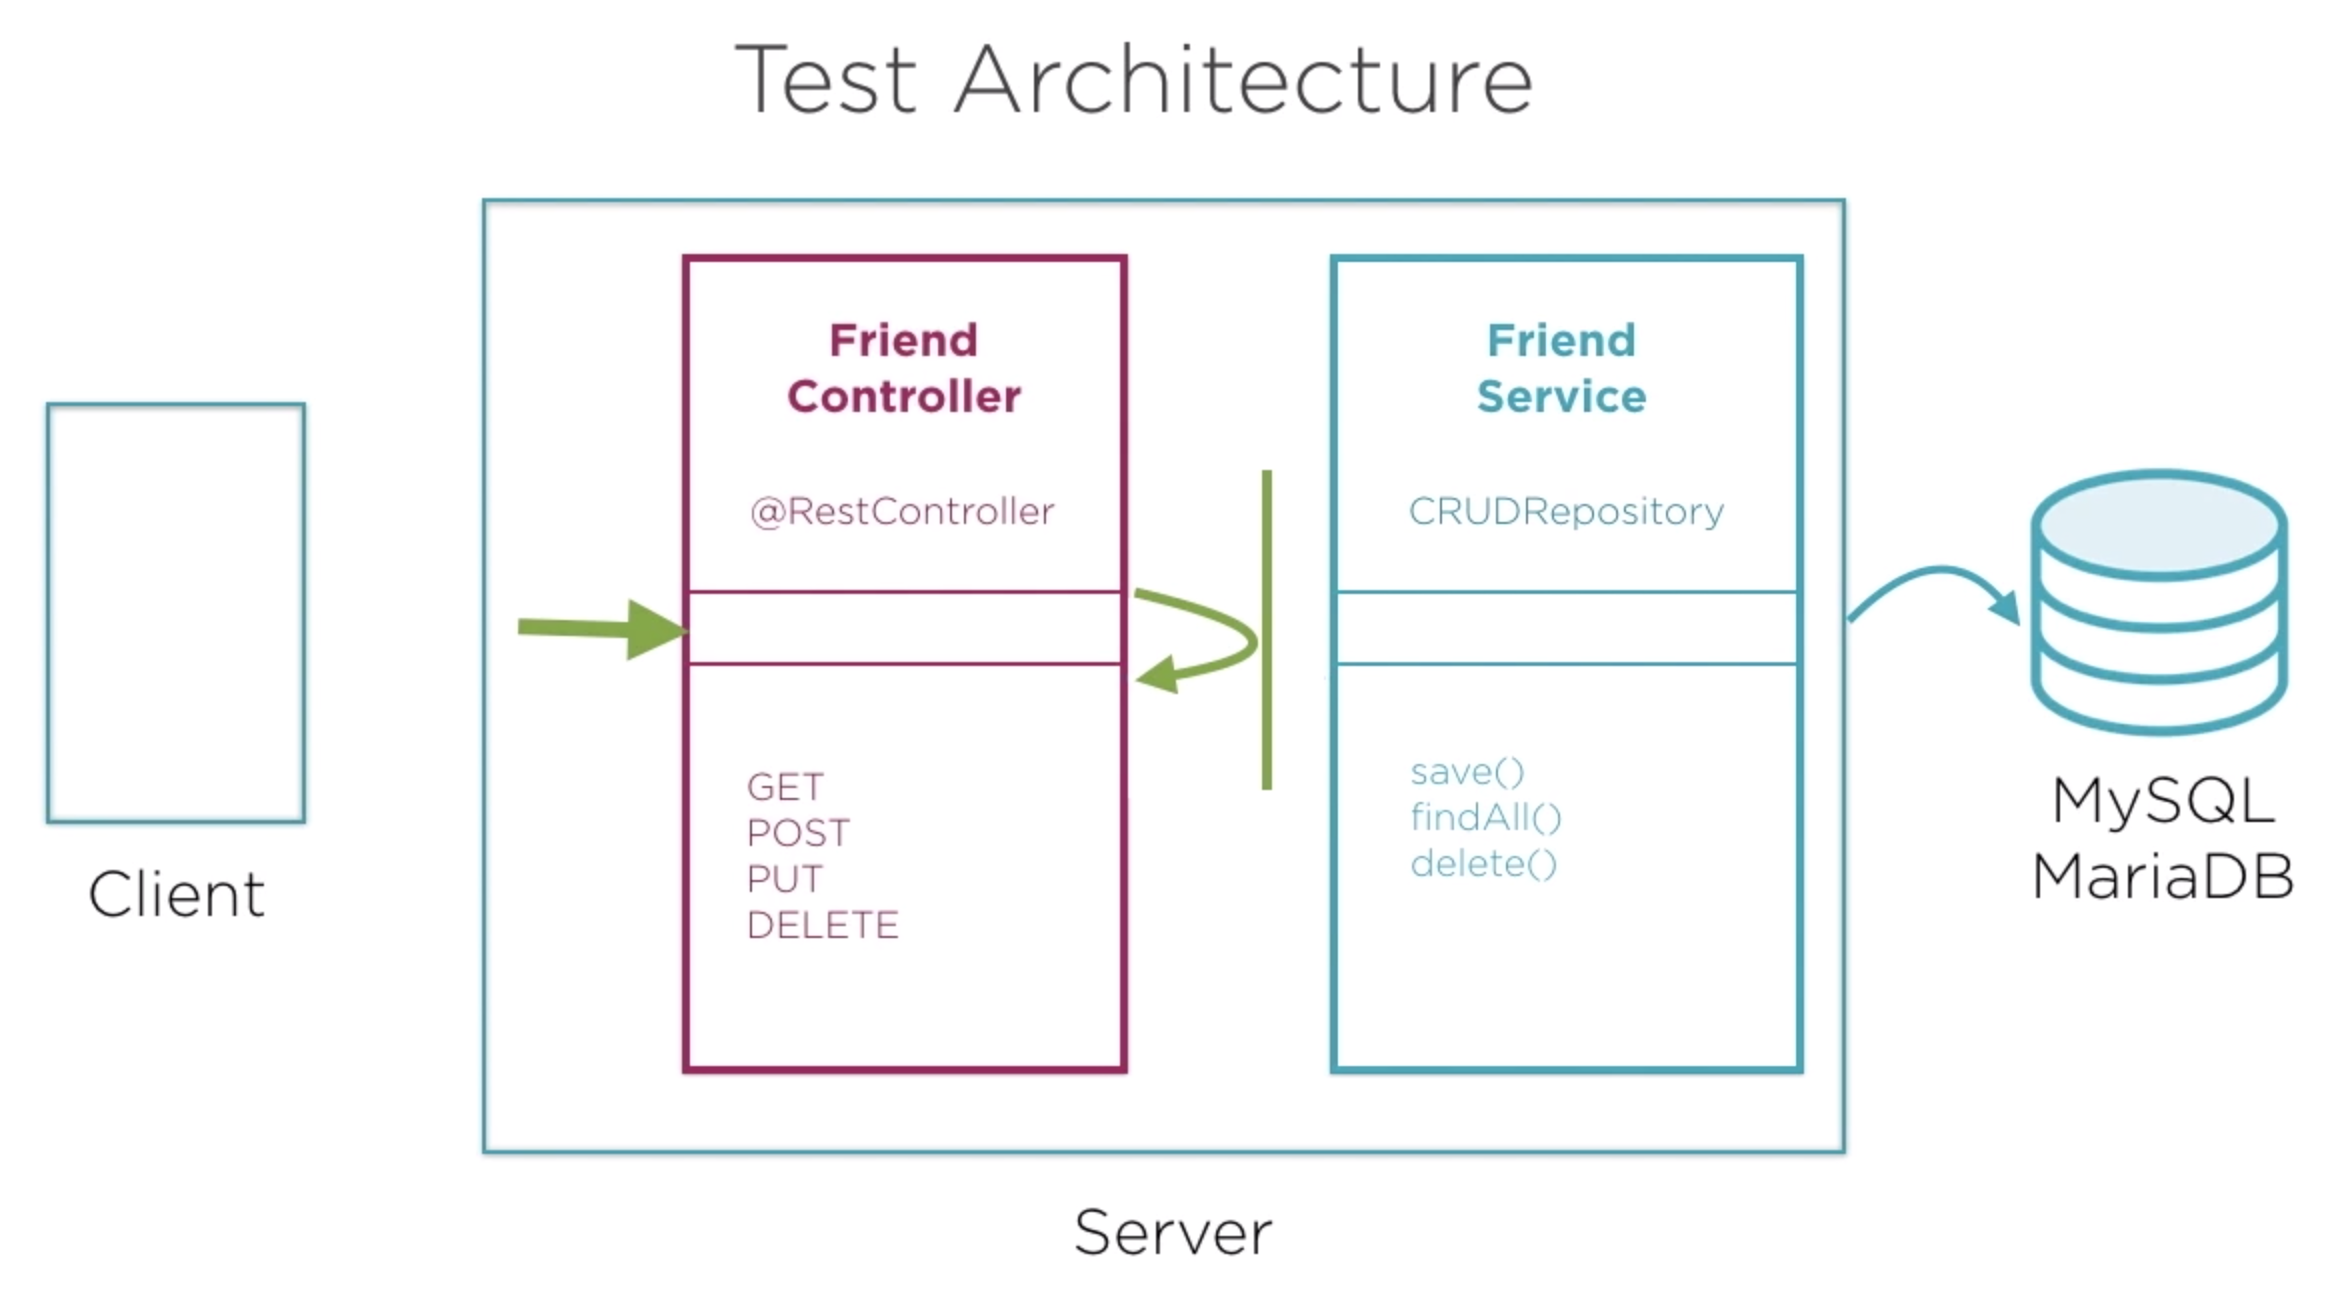 Test Architecture
Client
Friend
Controller
@RestController
GET
POST
PUT
DELETE
Friend
Service
CRUDRepository
save()
findAll()
delete()
MySQL
MariaDB
Server